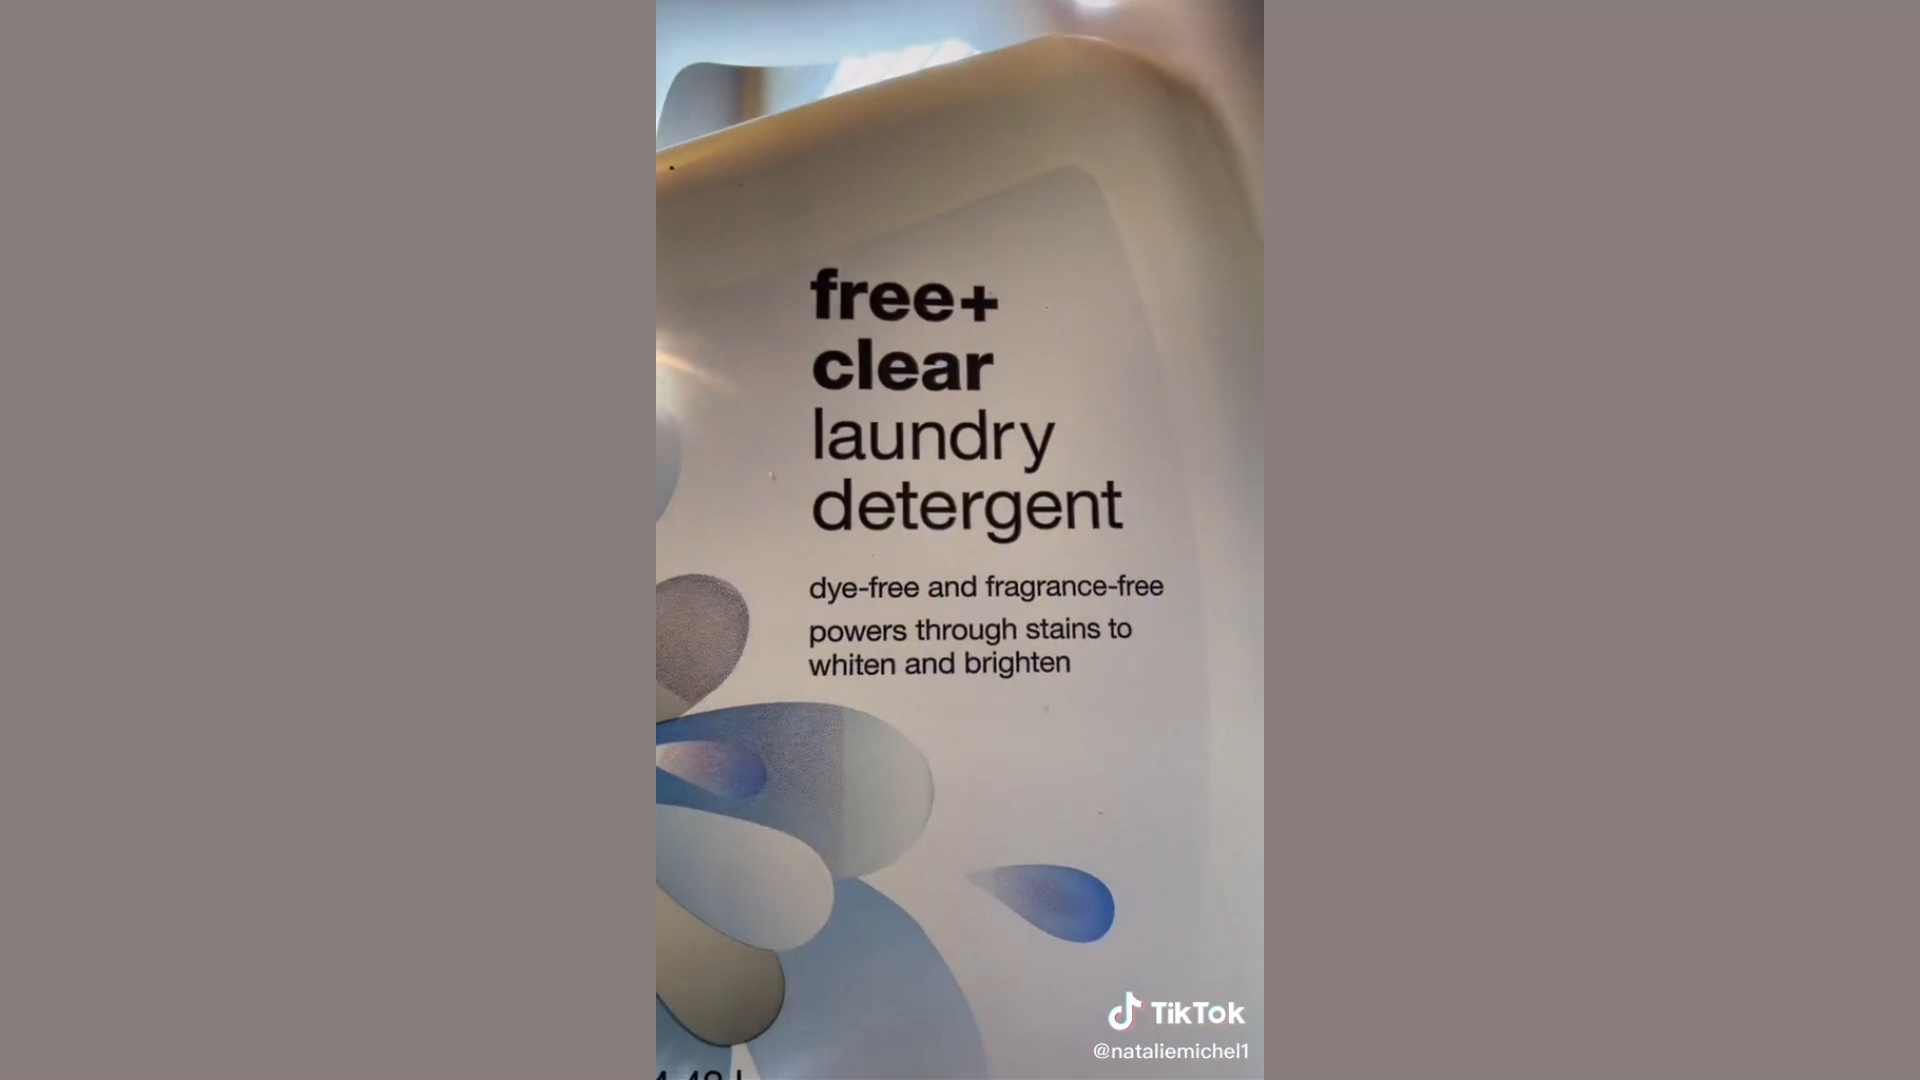 free+
clear
laundry
detergent
dye-free and fragrance-free
powers through stains to
whiten and brighten
TikTok
@nataliemichel1